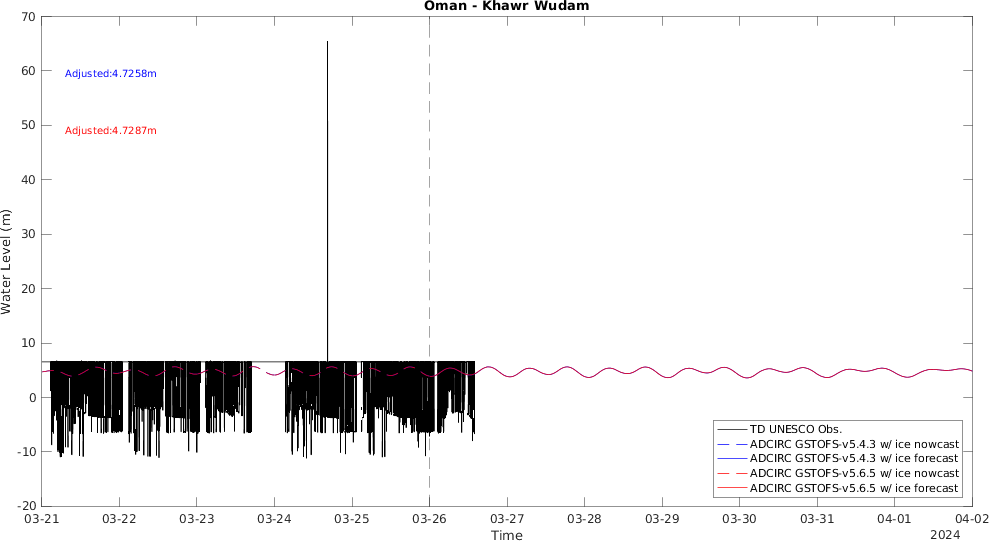 Oman - Khawr Wudam
70
60
50
40
30
20
10
0
-10
-20
Water Level (m)
Adjusted:4.7258m
Adjusted:4.7287m
TD UNESCO Obs.
ADCIRC GSTOFS-v5.4.3 w/ ice nowcast
ADCIRC GSTOFS-v5.4.3 w/ ice forecast
ADCIRC GSTOFS-v5.6.5 w/ ice nowcast
ADCIRC GSTOFS-v5.6.5 w/ ice forecast
03-21 03-22 03-23 03-24 03-25 03-26 03-27 03-28 03-29 03-30 03-31 04-01 04-02
Time
2024